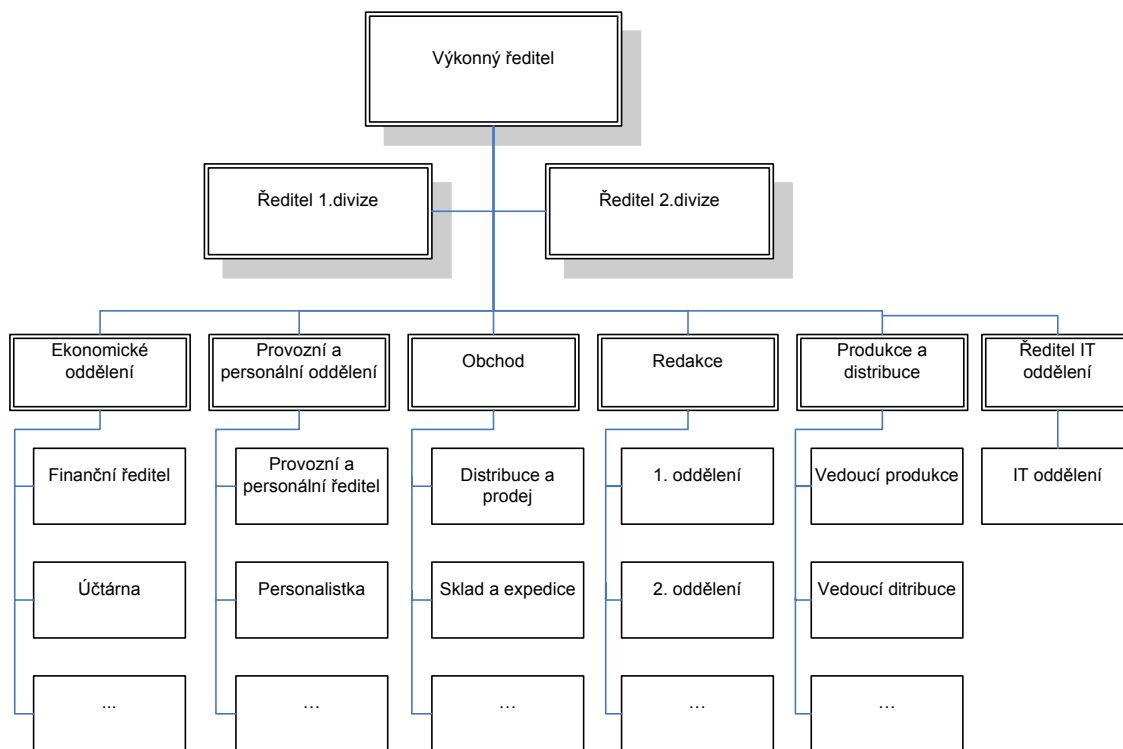 Výkonný ředitel
Ředitel 1.divize
Ředitel 2.divize
Ekonomické
oddělení
Provozní a
personální oddělení
Obchod
Redakce
Produkce a
distribuce
Ředitel IT
oddělení
Finanční ředitel
Provozní a
personální ředitel
Distribuce a
prodej
1. oddělení
Vedoucí produkce
IT oddělení
Účtárna
Personalistka
Sklad a expedice
2. oddělení
Vedoucí ditribuce
...
...
...
...
...